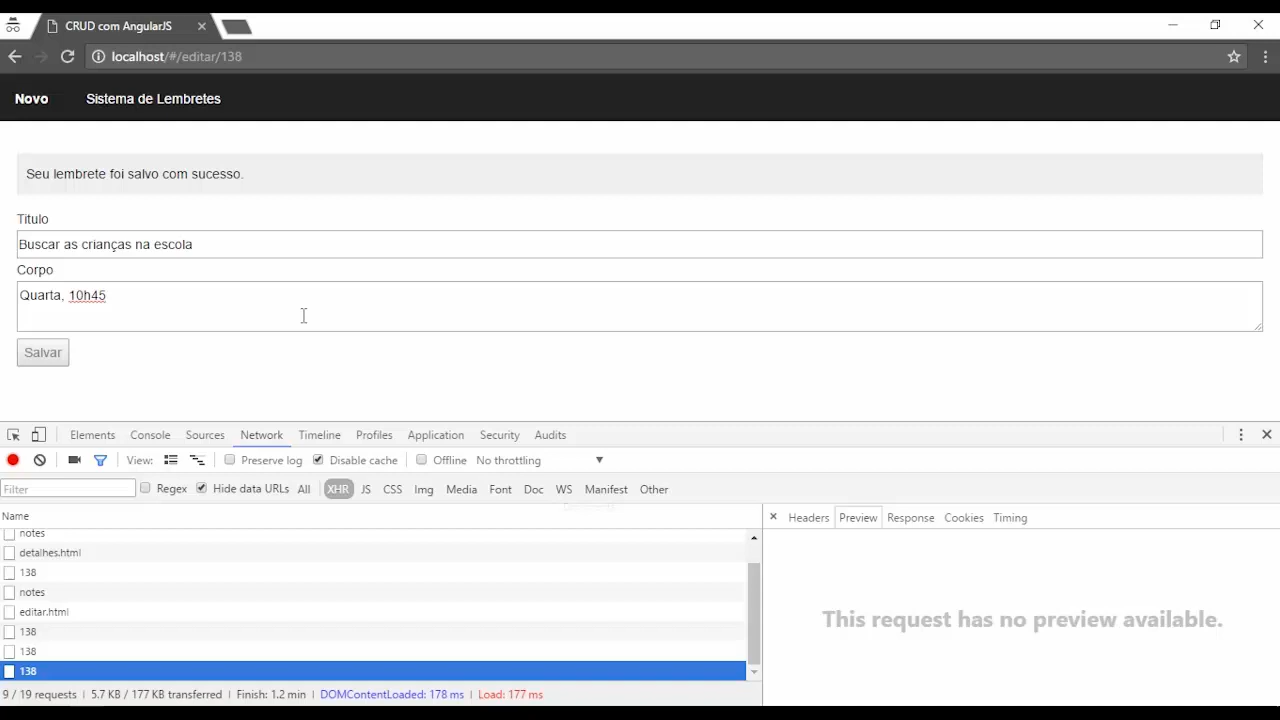 CRUD com AngularJS
localhost/#/editar/138
Novo Sistema de Lembretes
Seu lembrete foi salvo com sucesso.
Titulo
Buscar as crianças na escola
Corpo
Quarta, 10h45
Salvar
Elements Console Sources Network Timeline Profiles Application Security Audits
View: Preserve log Disable cache Offline No throttling
Filter Regex Hide data URLs All XHR JS CSS Img Media Font Doc WS Manifest Other
Name Headers Preview Response Cookies Timing
notes
detalhes.html
138
notes
editar.html
138
138
138
This request has no preview available.
9 / 19 requests | 5.7 KB / 177 KB transferred | Finish: 1.2 min | DOMContentLoaded: 178 ms | Load: 177 ms